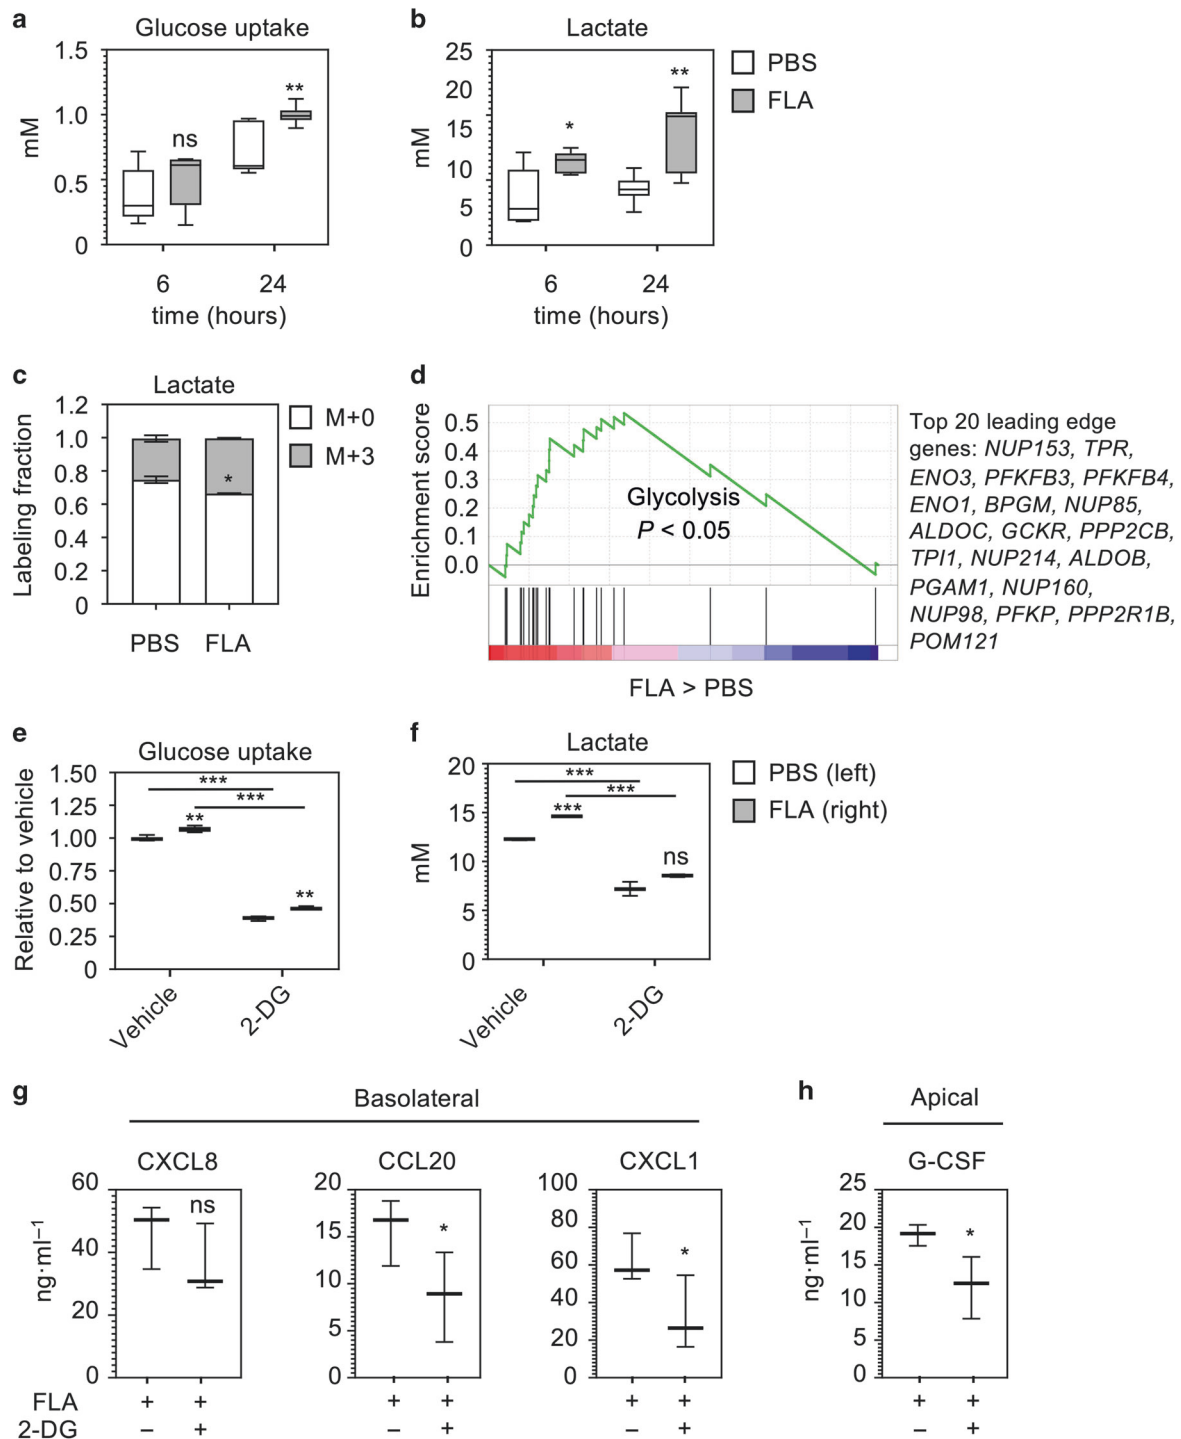 a
Glucose uptake
mM
1.5
1.0
0.5
0
ns
**
6
24
time (hours)
b
Lactate
mM
25
20
15
10
5
0
*
**
6
24
time (hours)
PBS
FLA
c
Lactate
Labeling fraction
1.2
1.0
0.8
0.6
0.4
0.2
0
*
PBS
FLA
M+0
M+3
d
Enrichment score
0.5
0.4
0.3
0.2
0.1
0.0
Glycolysis
P < 0.05
FLA > PBS
Top 20 leading edge
genes: NUP153, TPR,
ENO3, PFKFB3, PFKFB4,
ENO1, BPGM, NUP85,
ALDOC, GCKR, PPP2CB,
TPI1, NUP214, ALDOB,
PGAM1, NUP160,
NUP98, PFKP, PPP2R1B,
POM121
e
Glucose uptake
Relative to vehicle
1.50
1.25
1.00
0.75
0.50
0.25
0
***
***
**
**
Vehicle
2-DG
f
Lactate
mM
20
15
10
5
0
***
***
***
ns
Vehicle
2-DG
PBS (left)
FLA (right)
g
Basolateral
CXCL8
ng·ml⁻¹
60
40
20
0
ns
CCL20
20
15
10
5
0
*
CXCL1
100
80
60
40
20
0
*
h
Apical
G-CSF
ng·ml⁻¹
25
20
15
10
5
0
*
FLA + + + + + + + +
2-DG – + – + – + – +